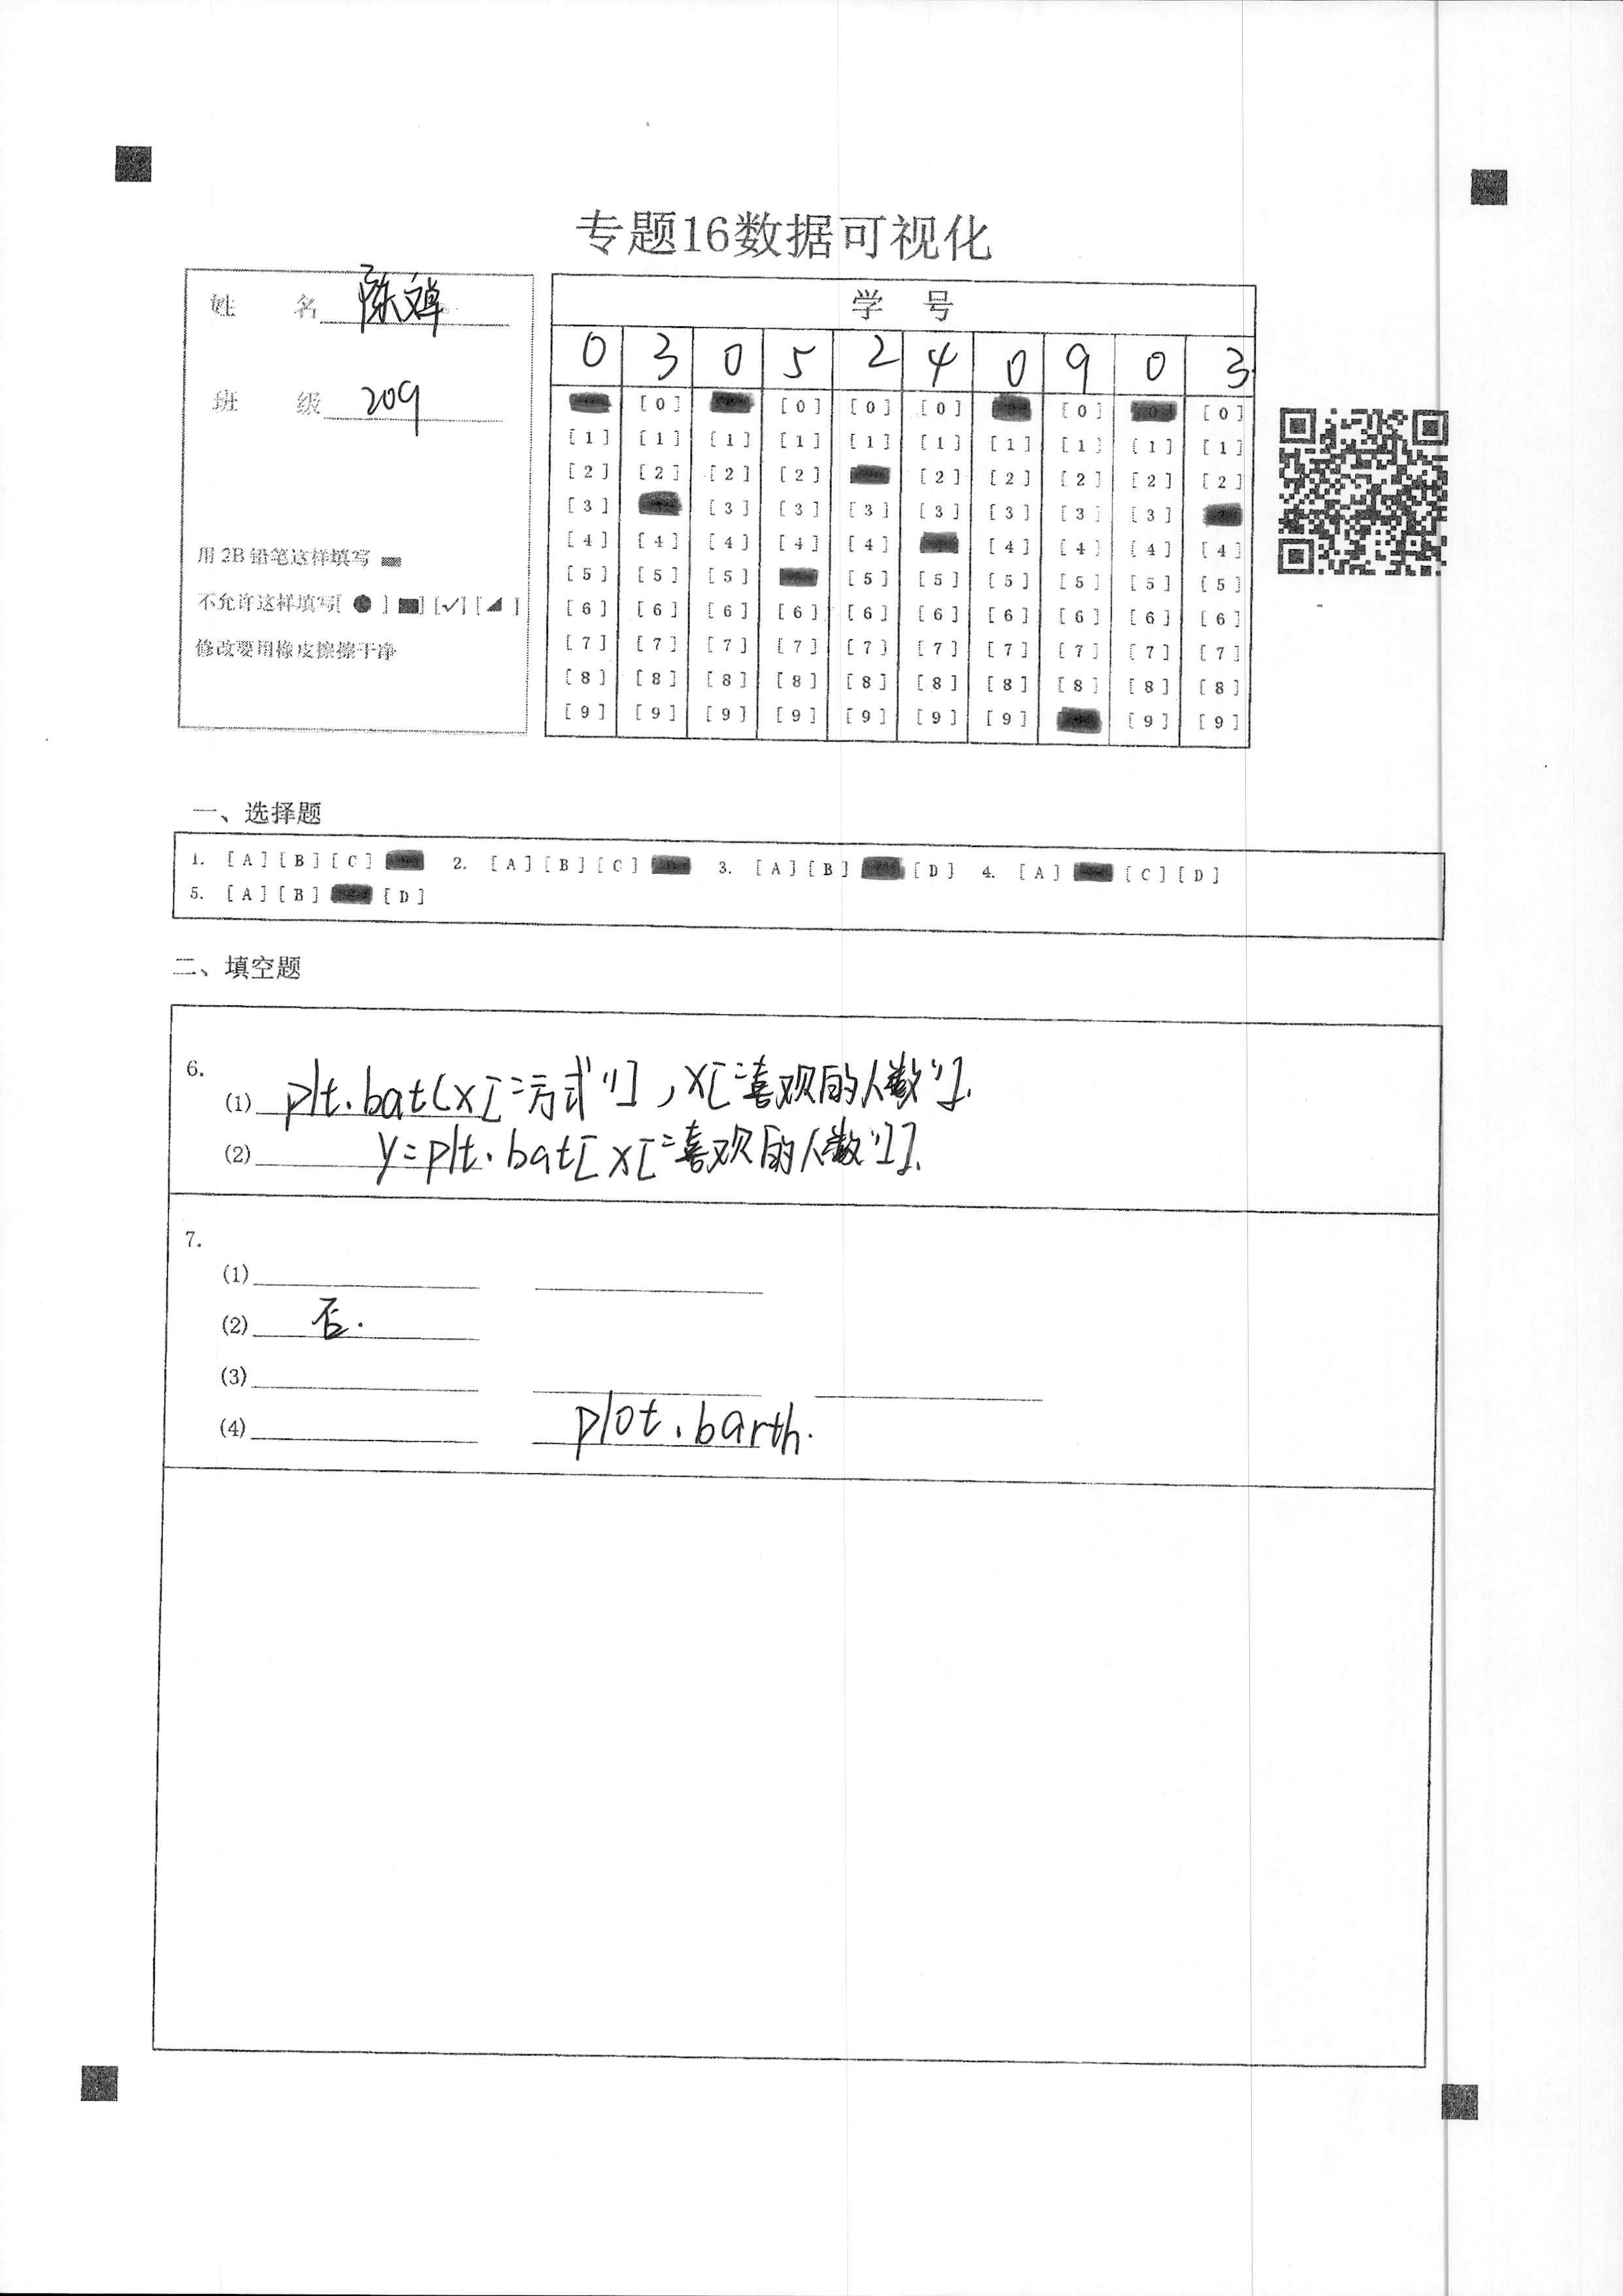 专题16数据可视化
姓 名 陈文
班 级 209
用 2B 铅笔这样填写
不允许这样填写[ ● ] [√] [ ]
修改要用橡皮擦擦干净
学 号
0 3 0 5 2 4 0 9 0 3
[0] [0] [0] [0] [0] [0]
[1] [1] [1] [1] [1] [1] [1] [1] [1] [1]
[2] [2] [2] [2] [2] [2] [2] [2] [2]
[3] [3] [3] [3] [3] [3] [3] [3]
[4] [4] [4] [4] [4] [4] [4] [4] [4]
[5] [5] [5] [5] [5] [5] [5] [5] [5]
[6] [6] [6] [6] [6] [6] [6] [6] [6] [6]
[7] [7] [7] [7] [7] [7] [7] [7] [7] [7]
[8] [8] [8] [8] [8] [8] [8] [8] [8] [8]
[9] [9] [9] [9] [9] [9] [9] [9] [9]
一、选择题
1. [A] [B] [C] 2. [A] [B] [C] 3. [A] [B] [D] 4. [A] [C] [D]
5. [A] [B] [D]
二、填空题
6.
(1) plt.bat(x["方式"], x["喜欢的人数"].
(2) y=plt.bat[x["喜欢的人数"]].
7.
(1)
(2) 否.
(3)
(4) plot.barth.